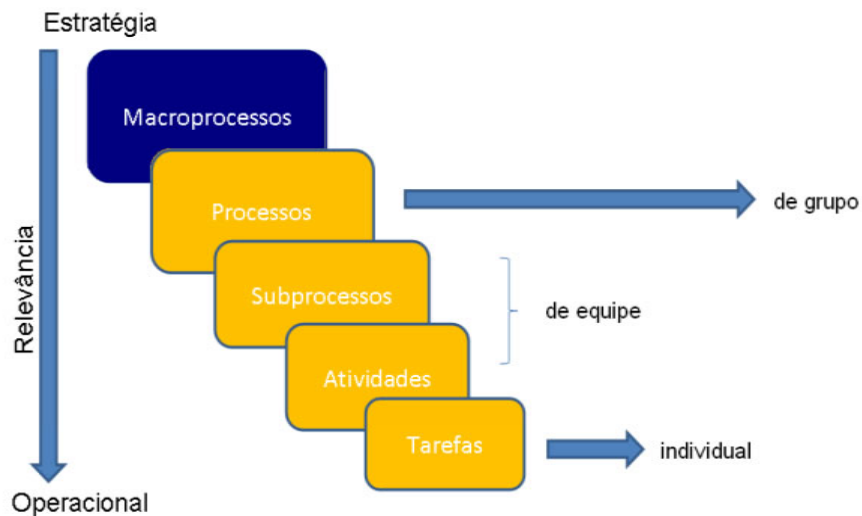 Estratégia
Macroprocessos
Processos
de grupo
Relevância
Subprocessos
de equipe
Atividades
Tarefas
individual
Operacional